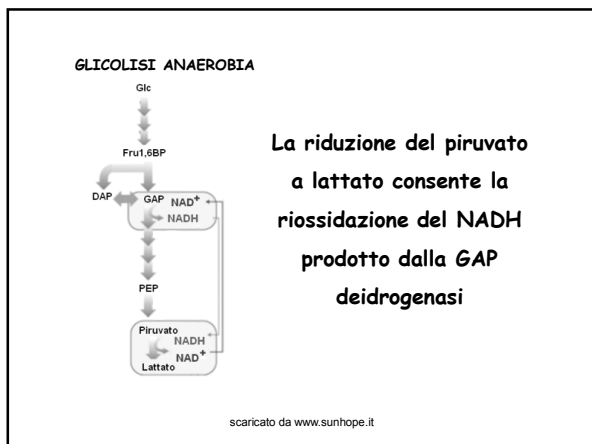 GLICOLISI ANAEROBIA
Glc
Fru1,6BP
DAP
GAP
NAD+
NADH
PEP
Piruvato
NADH
NAD+
Lattato
La riduzione del piruvato
a lattato consente la
riossidazione del NADH
prodotto dalla GAP
deidrogenasi
scaricato da www.sunhope.it